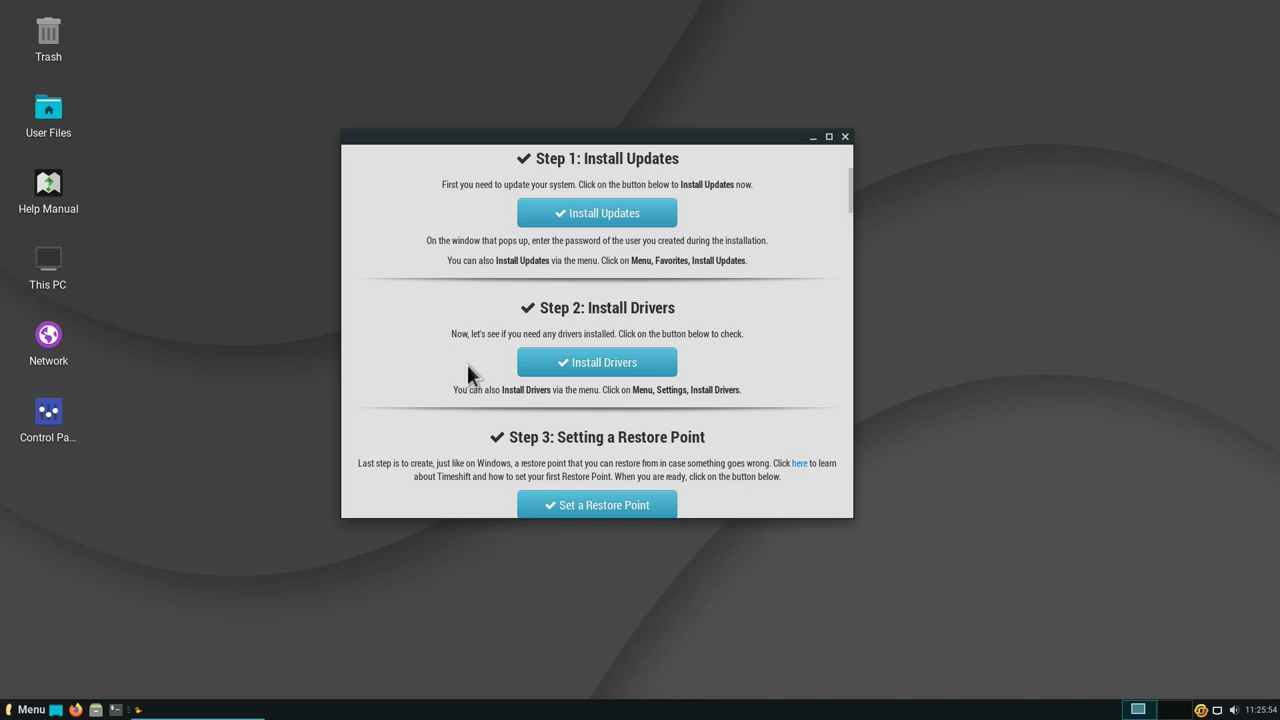 Trash
User Files
Help Manual
This PC
Network
Control Pa...
Step 1: Install Updates
First you need to update your system. Click on the button below to Install Updates now.
Install Updates
On the window that pops up, enter the password of the user you created during the installation.
You can also Install Updates via the menu. Click on Menu, Favorites, Install Updates.
Step 2: Install Drivers
Now, let's see if you need any drivers installed. Click on the button below to check.
Install Drivers
You can also Install Drivers via the menu. Click on Menu, Settings, Install Drivers.
Step 3: Setting a Restore Point
Last step is to create, just like on Windows, a restore point that you can restore from in case something goes wrong. Click here to learn
about Timeshift and how to set your first Restore Point. When you are ready, click on the button below.
Set a Restore Point
Menu
11:25:54